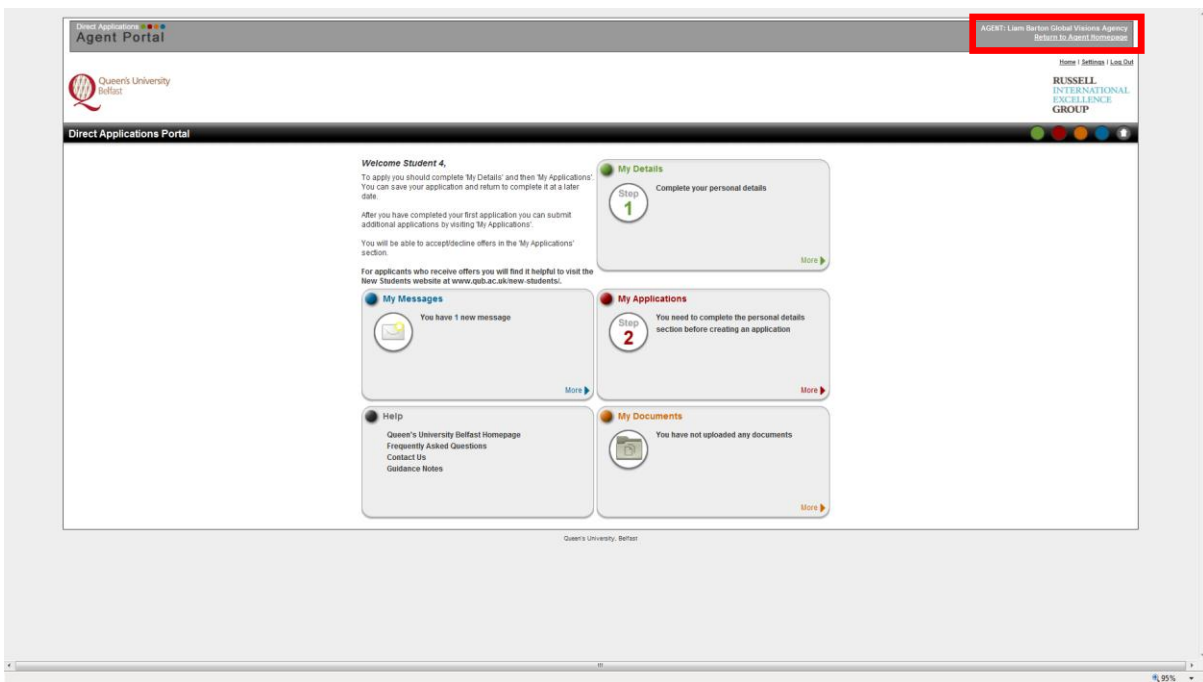 Direct Applications
Agent Portal
AGENT: Liam Barton Global Visions Agency
Return to Agent Homepage
Home | Settings | Log Out
Queen's University
Belfast
RUSSELL
INTERNATIONAL
EXCELLENCE
GROUP
Direct Applications Portal
Welcome Student 4,
To apply you should complete 'My Details' and then 'My Applications'.
You can save your application and return to complete it at a later
date.
After you have completed your first application you can submit
additional applications by visiting 'My Applications'.
You will be able to accept/decline offers in the 'My Applications'
section.
For applicants who receive offers you will find it helpful to visit the
New Students website at www.qub.ac.uk/new-students/.
My Details
Step
1
Complete your personal details
More
My Messages
You have 1 new message
More
My Applications
Step
2
You need to complete the personal details
section before creating an application
More
Help
Queen's University Belfast Homepage
Frequently Asked Questions
Contact Us
Guidance Notes
My Documents
You have not uploaded any documents
More
Queen's University, Belfast
95%